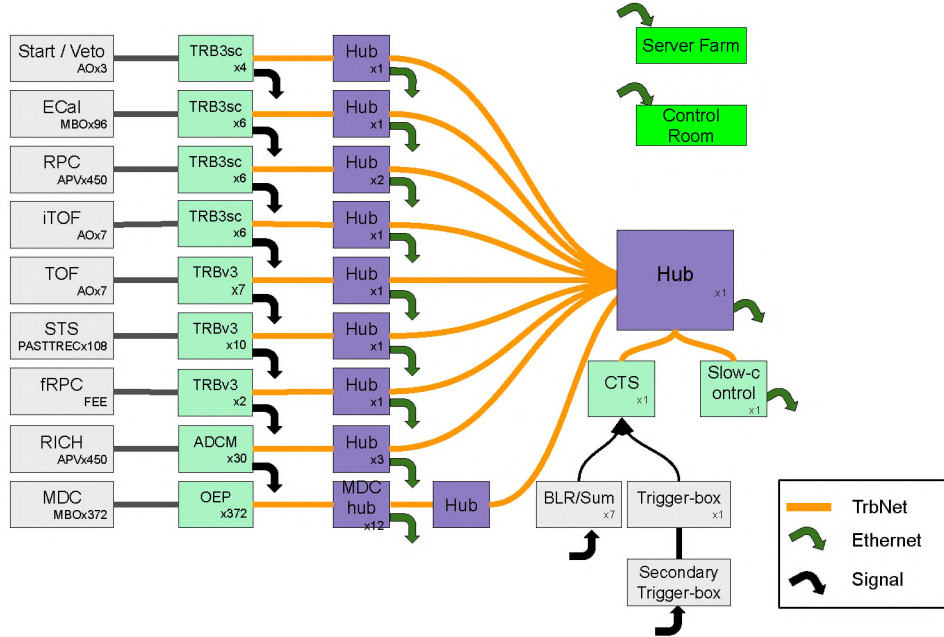 Start / Veto
AOx3
TRB3sc
x4
Hub
x1
Server Farm
ECal
MBOx96
TRB3sc
x6
Hub
x1
Control
Room
RPC
APVx450
TRB3sc
x6
Hub
x2
iTOF
AOx7
TRB3sc
x6
Hub
x1
TOF
AOx7
TRBv3
x7
Hub
x1
Hub
x1
STS
PASTTRECx108
TRBv3
x10
Hub
x1
fRPC
FEE
TRBv3
x2
Hub
x1
CTS
x1
Slow-c
ontrol
x1
RICH
APVx450
ADCM
x30
Hub
x3
MDC
MBOx372
OEP
x372
MDC
hub
x12
Hub
BLR/Sum
x7
Trigger-box
x1
Secondary
Trigger-box
TrbNet
Ethernet
Signal